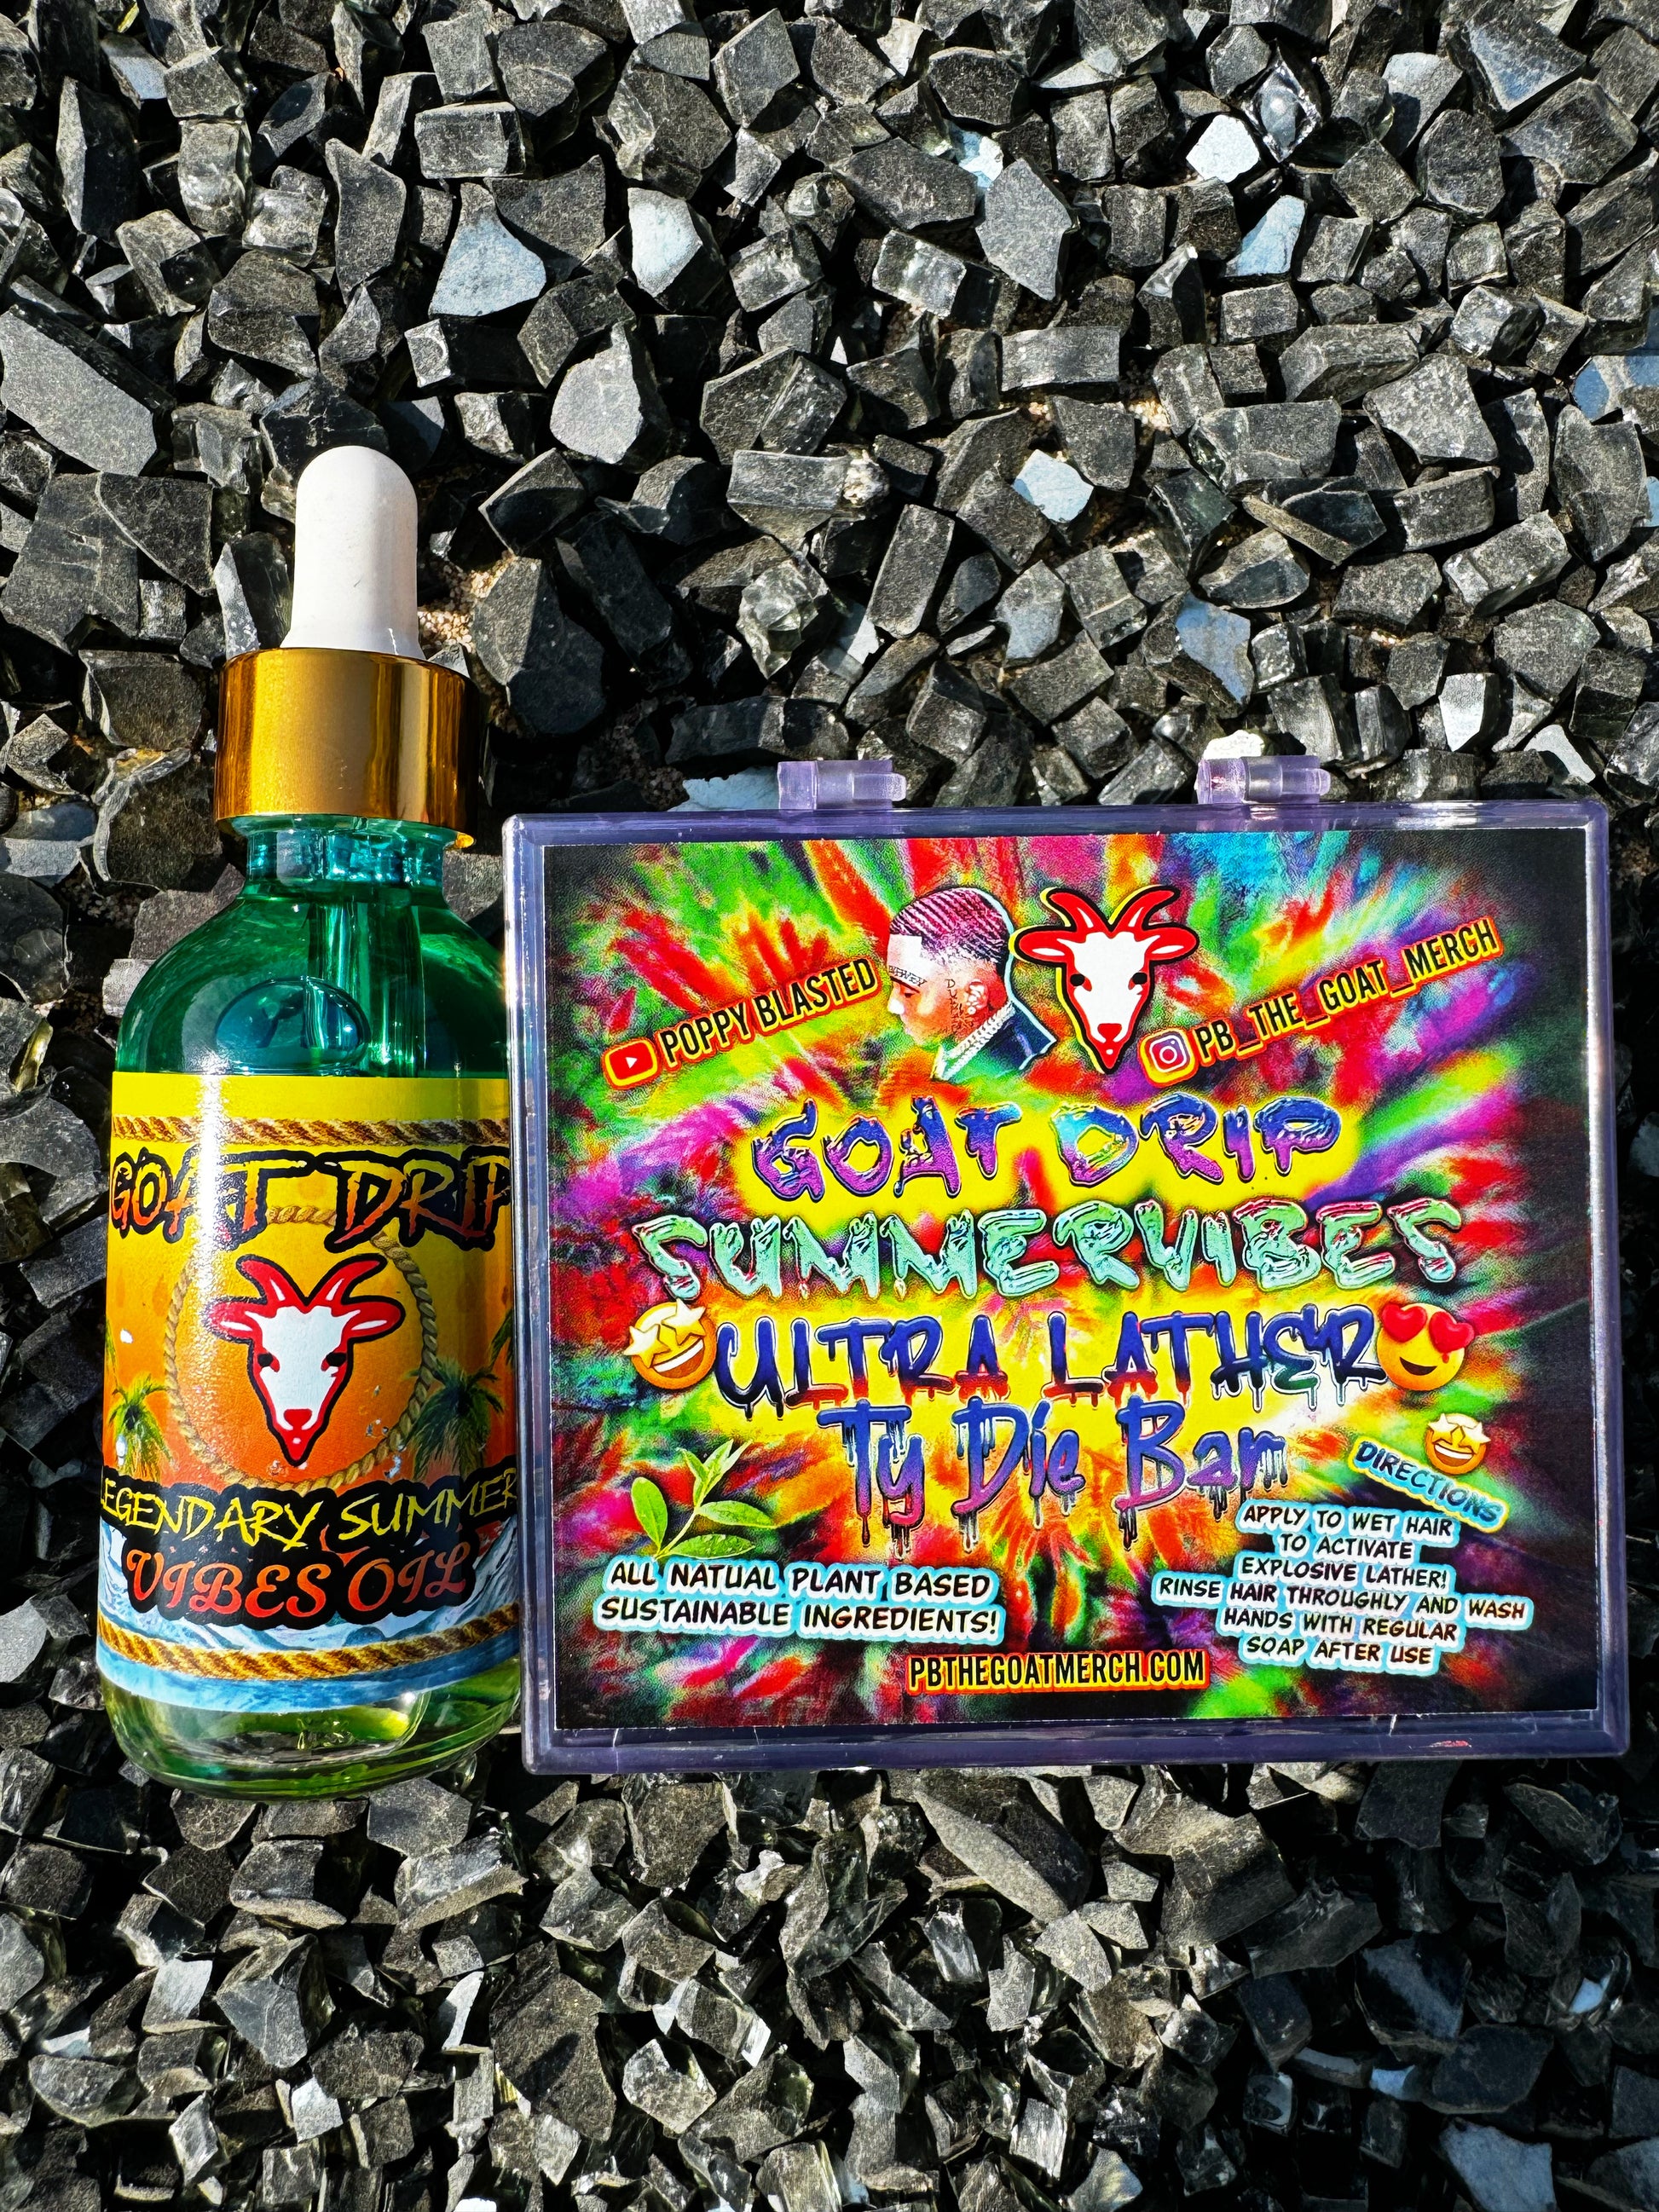 GOAT DRIP
LEGENDARY SUMMER
VIBES OIL
POPPY BLASTED
PB_THE_GOAT_MERCH
GOAT DRIP
SUMMERVIBES
ULTRA LATHER
Ty Die Bar
DIRECTIONS
APPLY TO WET HAIR
TO ACTIVATE
EXPLOSIVE LATHER!
RINSE HAIR THROUGHLY AND WASH
HANDS WITH REGULAR
SOAP AFTER USE
ALL NATUAL PLANT BASED
SUSTAINABLE INGREDIENTS!
PBTHEGOATMERCH.COM